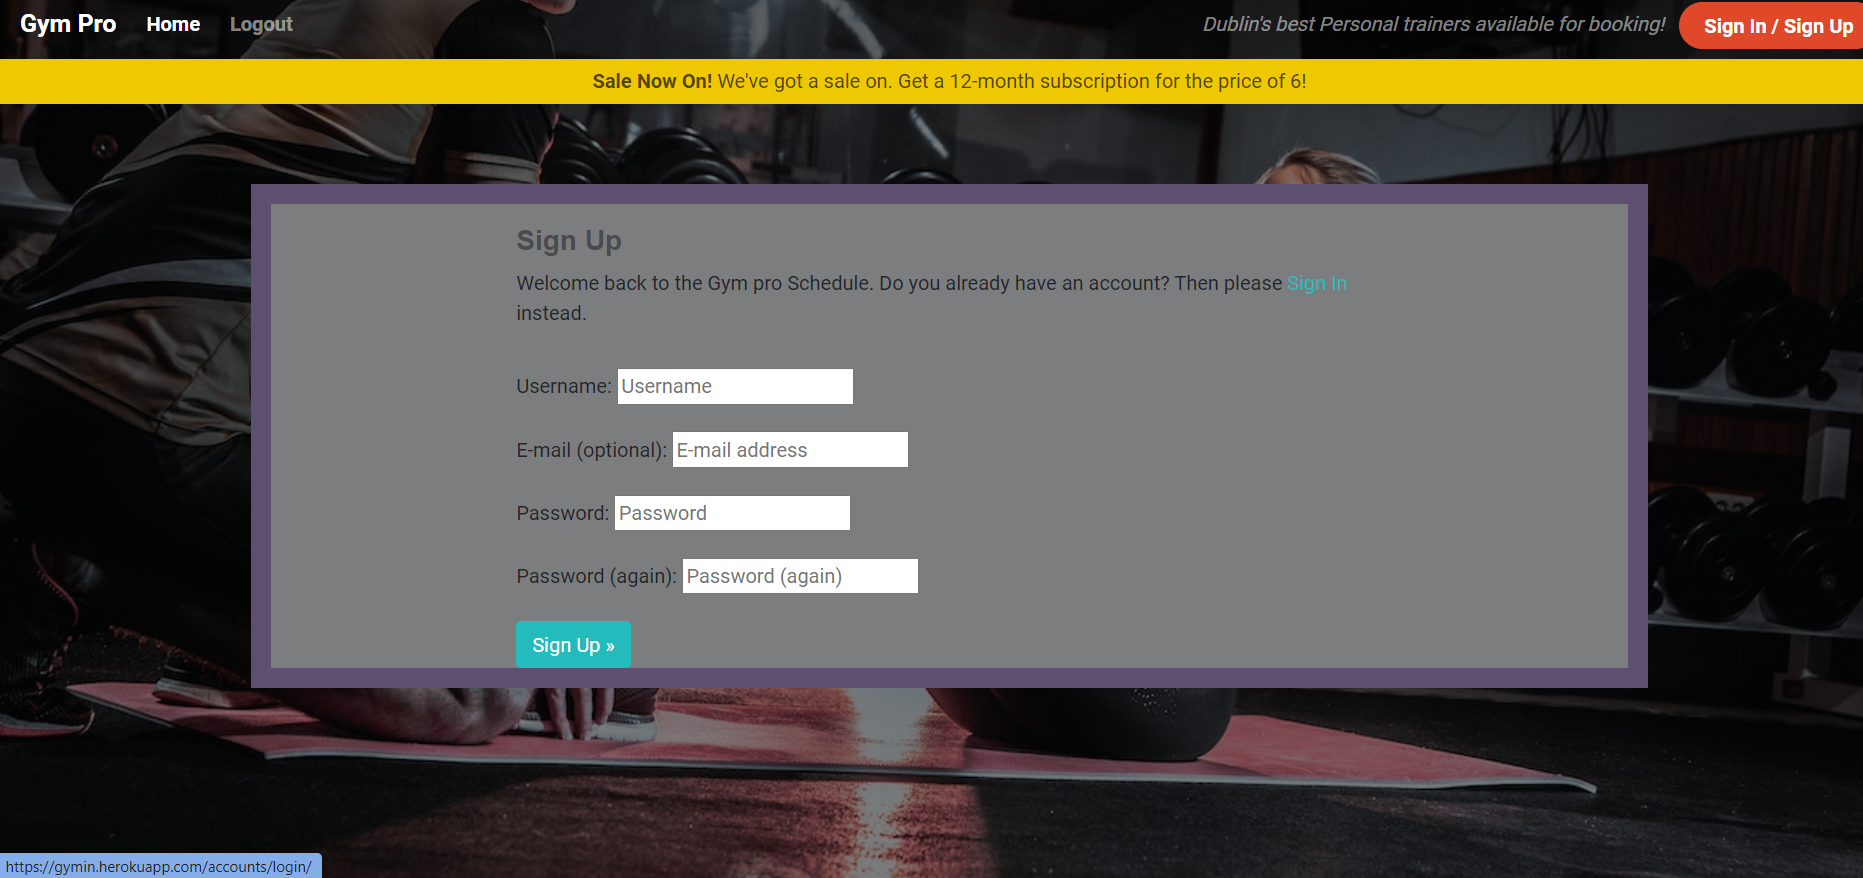 Gym Pro Home Logout Dublin's best Personal trainers available for booking! Sign In / Sign Up
Sale Now On! We've got a sale on. Get a 12-month subscription for the price of 6!
Sign Up
Welcome back to the Gym pro Schedule. Do you already have an account? Then please Sign In
instead.
Username: Username
E-mail (optional): E-mail address
Password: Password
Password (again): Password (again)
Sign Up »
https://gymin.herokuapp.com/accounts/login/